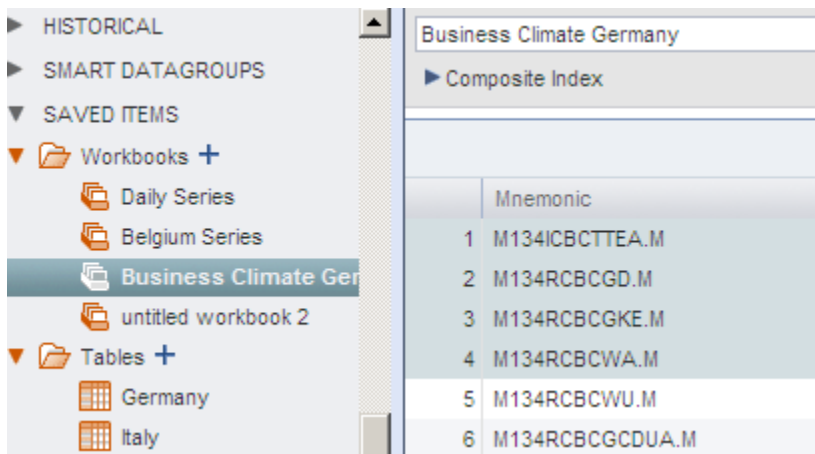 HISTORICAL
SMART DATAGROUPS
SAVED ITEMS
Workbooks +
Daily Series
Belgium Series
Business Climate Ger
untitled workbook 2
Tables +
Germany
Italy
Business Climate Germany
Composite Index
Mnemonic
1 M134ICBCTTEA.M
2 M134RCBCGD.M
3 M134RCBCGKE.M
4 M134RCBCWA.M
5 M134RCBCWU.M
6 M134RCBCGCDUA.M